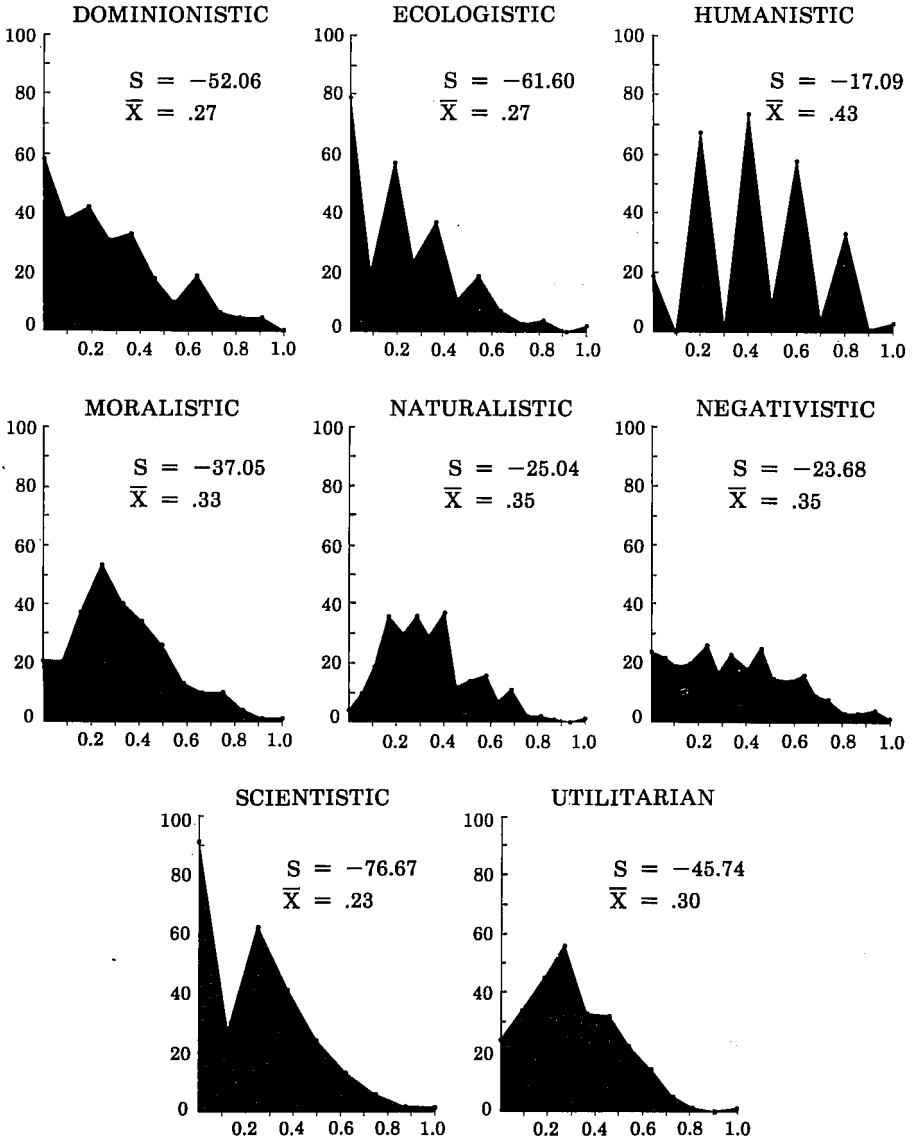 DOMINIONISTIC
100
80
60
40
20
0
S = −52.06
X̅ = .27
0.2 0.4 0.6 0.8 1.0
ECOLOGISTIC
100
80
60
40
20
0
S = −61.60
X̅ = .27
0.2 0.4 0.6 0.8 1.0
HUMANISTIC
100
80
60
40
20
0
S = −17.09
X̅ = .43
0.2 0.4 0.6 0.8 1.0
MORALISTIC
100
80
60
40
20
0
S = −37.05
X̅ = .33
0.2 0.4 0.6 0.8 1.0
NATURALISTIC
100
80
60
40
20
0
S = −25.04
X̅ = .35
0.2 0.4 0.6 0.8 1.0
NEGATIVISTIC
100
80
60
40
20
0
S = −23.68
X̅ = .35
0.2 0.4 0.6 0.8 1.0
SCIENTISTIC
100
80
60
40
20
0
S = −76.67
X̅ = .23
0.2 0.4 0.6 0.8 1.0
UTILITARIAN
100
80
60
40
20
0
S = −45.74
X̅ = .30
0.2 0.4 0.6 0.8 1.0